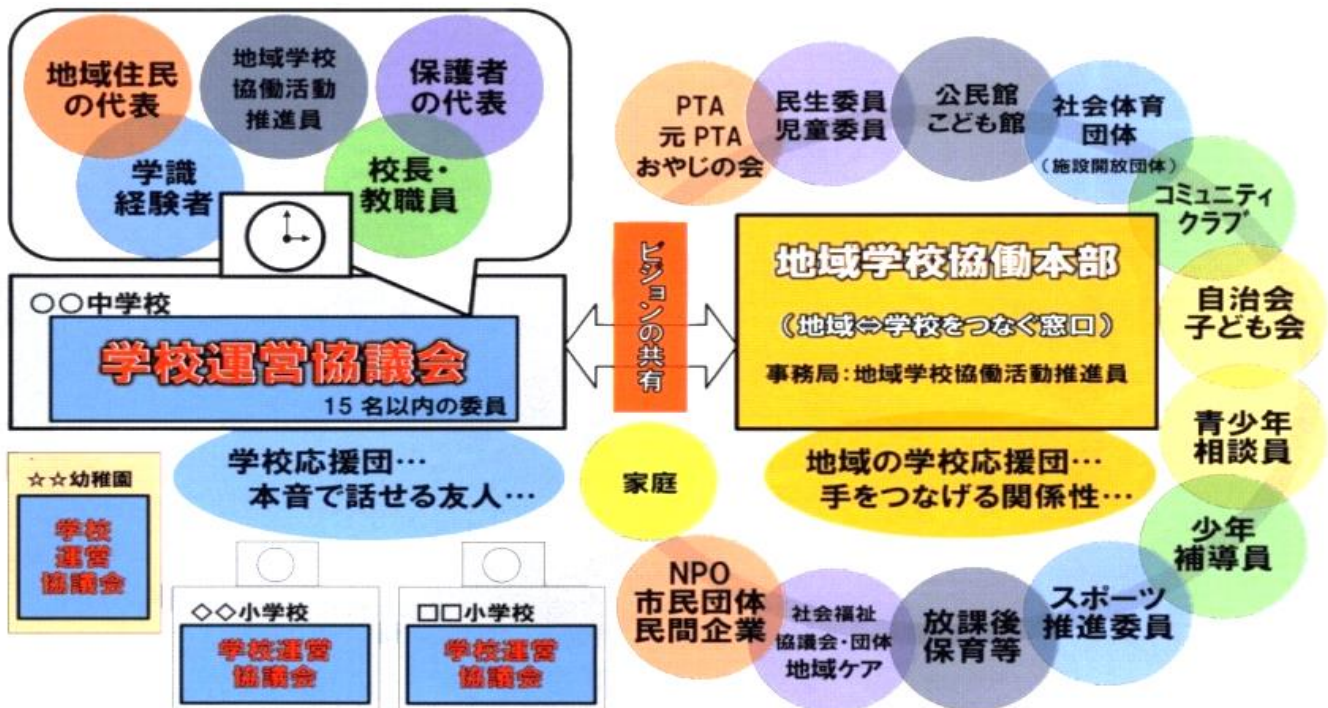 地域住民
の代表
地域学校
協働活動
推進員
保護者
の代表
学識
経験者
校長・
教職員
○○中学校
学校運営協議会
15 名以内の委員
学校応援団…
本音で話せる友人…
☆☆幼稚園
学校
運営
協議会
◇◇小学校
学校運営
協議会
□□小学校
学校運営
協議会
ビジョンの共有
家庭
地域学校協働本部
（地域⇔学校をつなぐ窓口）
事務局：地域学校協働活動推進員
地域の学校応援団…
手をつなげる関係性…
PTA
元 PTA
おやじの会
民生委員
児童委員
公民館
こども館
社会体育
団体
（施設開放団体）
コミュニティ
クラブ
自治会
子ども会
青少年
相談員
少年
補導員
スポーツ
推進委員
放課後
保育等
社会福祉
協議会・団体
地域ケア
NPO
市民団体
民間企業